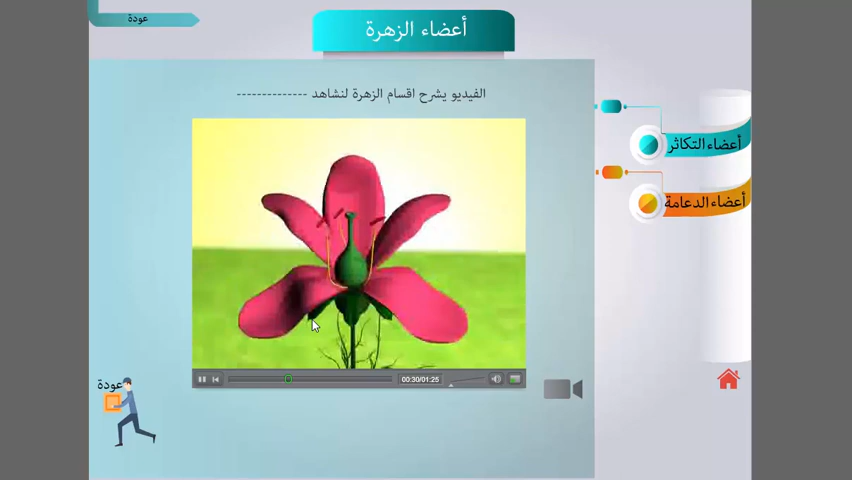 عودة
أعضاء الزهرة
الفيديو يشرح اقسام الزهرة لنشاهد --------------
أعضاء التكاثر
أعضاء الدعامة
00:30/01:25
عودة